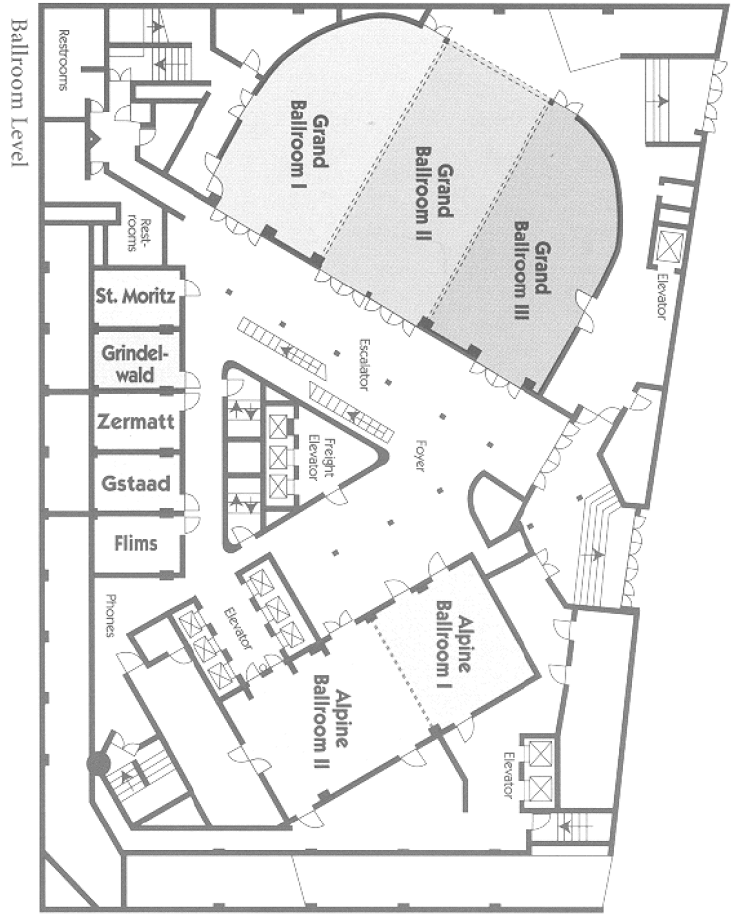 Ballroom Level
Restrooms
Grand
Ballroom I
Grand
Ballroom II
Grand
Ballroom III
Rest-
rooms
Elevator
St. Moritz
Grindel-
wald
Zermatt
Gstaad
Flims
Escalator
Freight
Elevator
Foyer
Phones
Elevator
Alpine
Ballroom I
Alpine
Ballroom II
Elevator